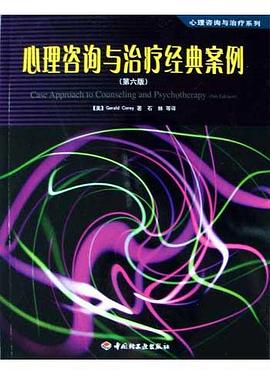 心理咨询与治疗系列
心理咨询与治疗经典案例
(第六版)
Case Approach to Counseling and Psychotherapy
[美] Gerald Corey 著 石 林 等译
中国轻工业出版社